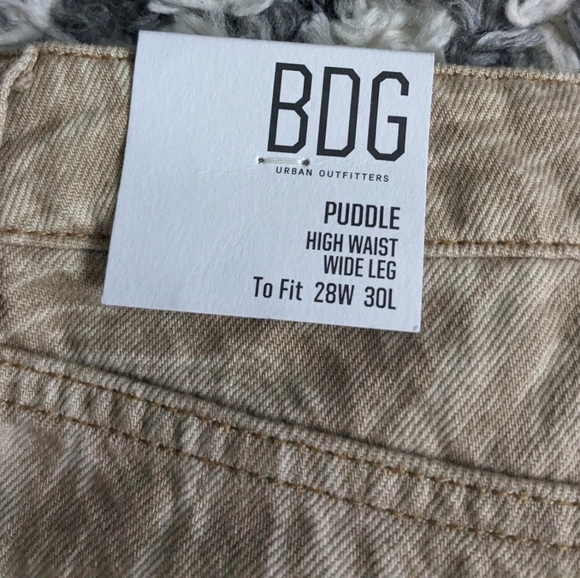 BDG
URBAN OUTFITTERS
PUDDLE
HIGH WAIST
WIDE LEG
To Fit 28W 30L